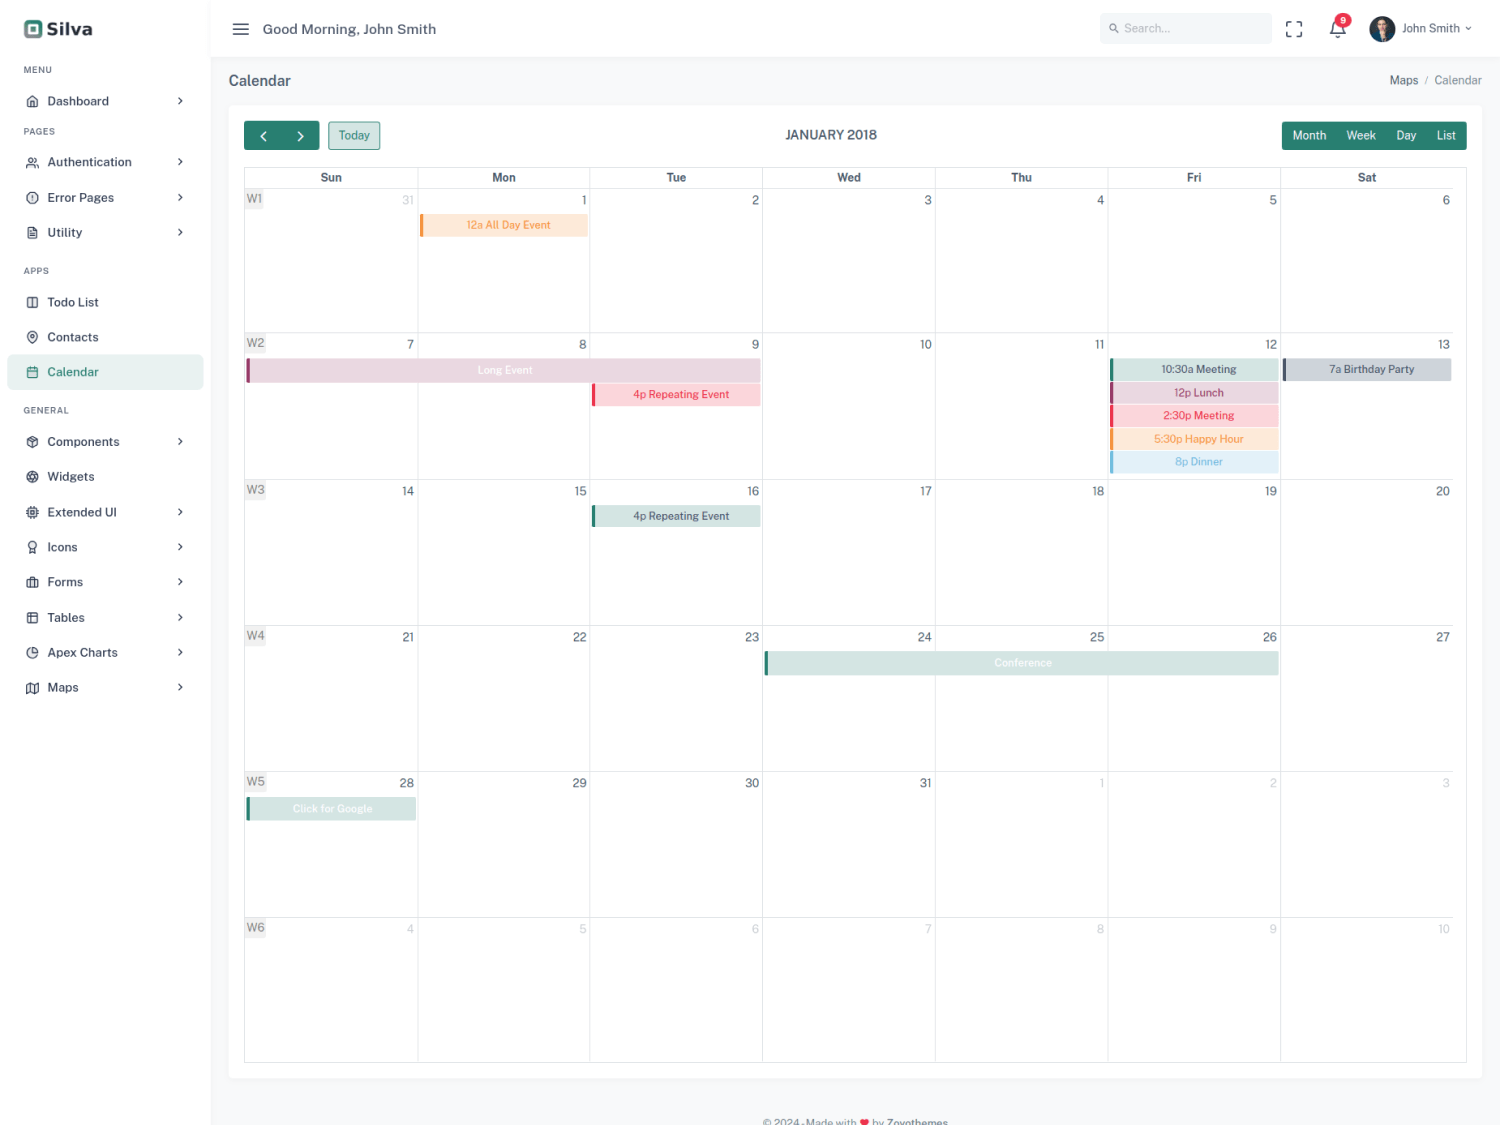 Silva
Good Morning, John Smith
Search...
9
John Smith
MENU
Dashboard
PAGES
Authentication
Error Pages
Utility
APPS
Todo List
Contacts
Calendar
GENERAL
Components
Widgets
Extended UI
Icons
Forms
Tables
Apex Charts
Maps
Calendar
Maps / Calendar
Today
JANUARY 2018
Month Week Day List
Sun Mon Tue Wed Thu Fri Sat
W1 31 1 2 3 4 5 6
12a All Day Event
W2 7 8 9 10 11 12 13
Long Event
10:30a Meeting
7a Birthday Party
4p Repeating Event
12p Lunch
2:30p Meeting
5:30p Happy Hour
8p Dinner
W3 14 15 16 17 18 19 20
4p Repeating Event
W4 21 22 23 24 25 26 27
Conference
W5 28 29 30 31 1 2 3
Click for Google
W6 4 5 6 7 8 9 10
© 2024 - Made with ❤ by Zoyothemes